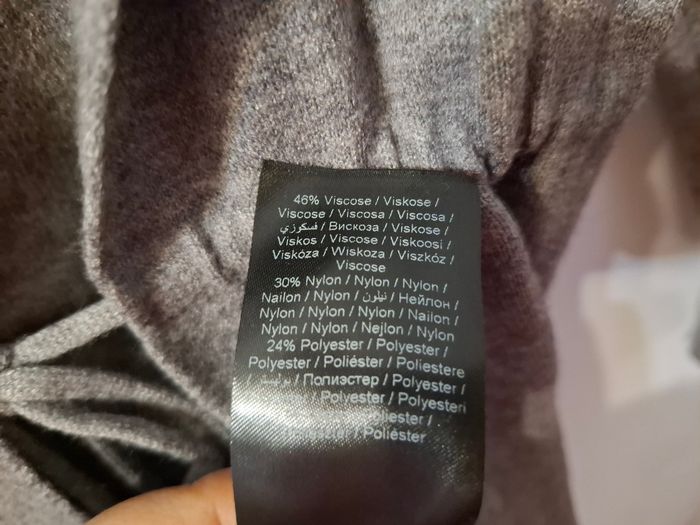 46% Viscose / Viskose /
Viscose / Viscosa / Viscosa /
فسكوزي / Вискоза / Viskose /
Viskos / Viscose / Viskoosi /
Viskóza / Wiskoza / Viszkóz /
Viscose
30% Nylon / Nylon / Nylon /
Nailon / Nylon / نيلون / Нейлон /
Nylon / Nylon / Nylon / Nailon /
Nylon / Nylon / Nejlon / Nylon
24% Polyester / Polyester /
Polyester / Poliéster / Poliestere
/ Полиэстер / Polyester /
Polyester / Polyesteri
/ Poliester /
/ Poliéster